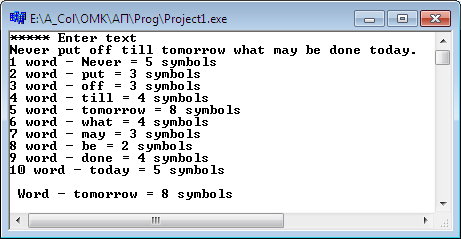 E:\A_Col\ОМК\АП\Prog\Project1.exe
***** Enter text
Never put off till tomorrow what may be done today.
1 word - Never = 5 symbols
2 word - put = 3 symbols
3 word - off = 3 symbols
4 word - till = 4 symbols
5 word - tomorrow = 8 symbols
6 word - what = 4 symbols
7 word - may = 3 symbols
8 word - be = 2 symbols
9 word - done = 4 symbols
10 word - today = 5 symbols
Word - tomorrow = 8 symbols